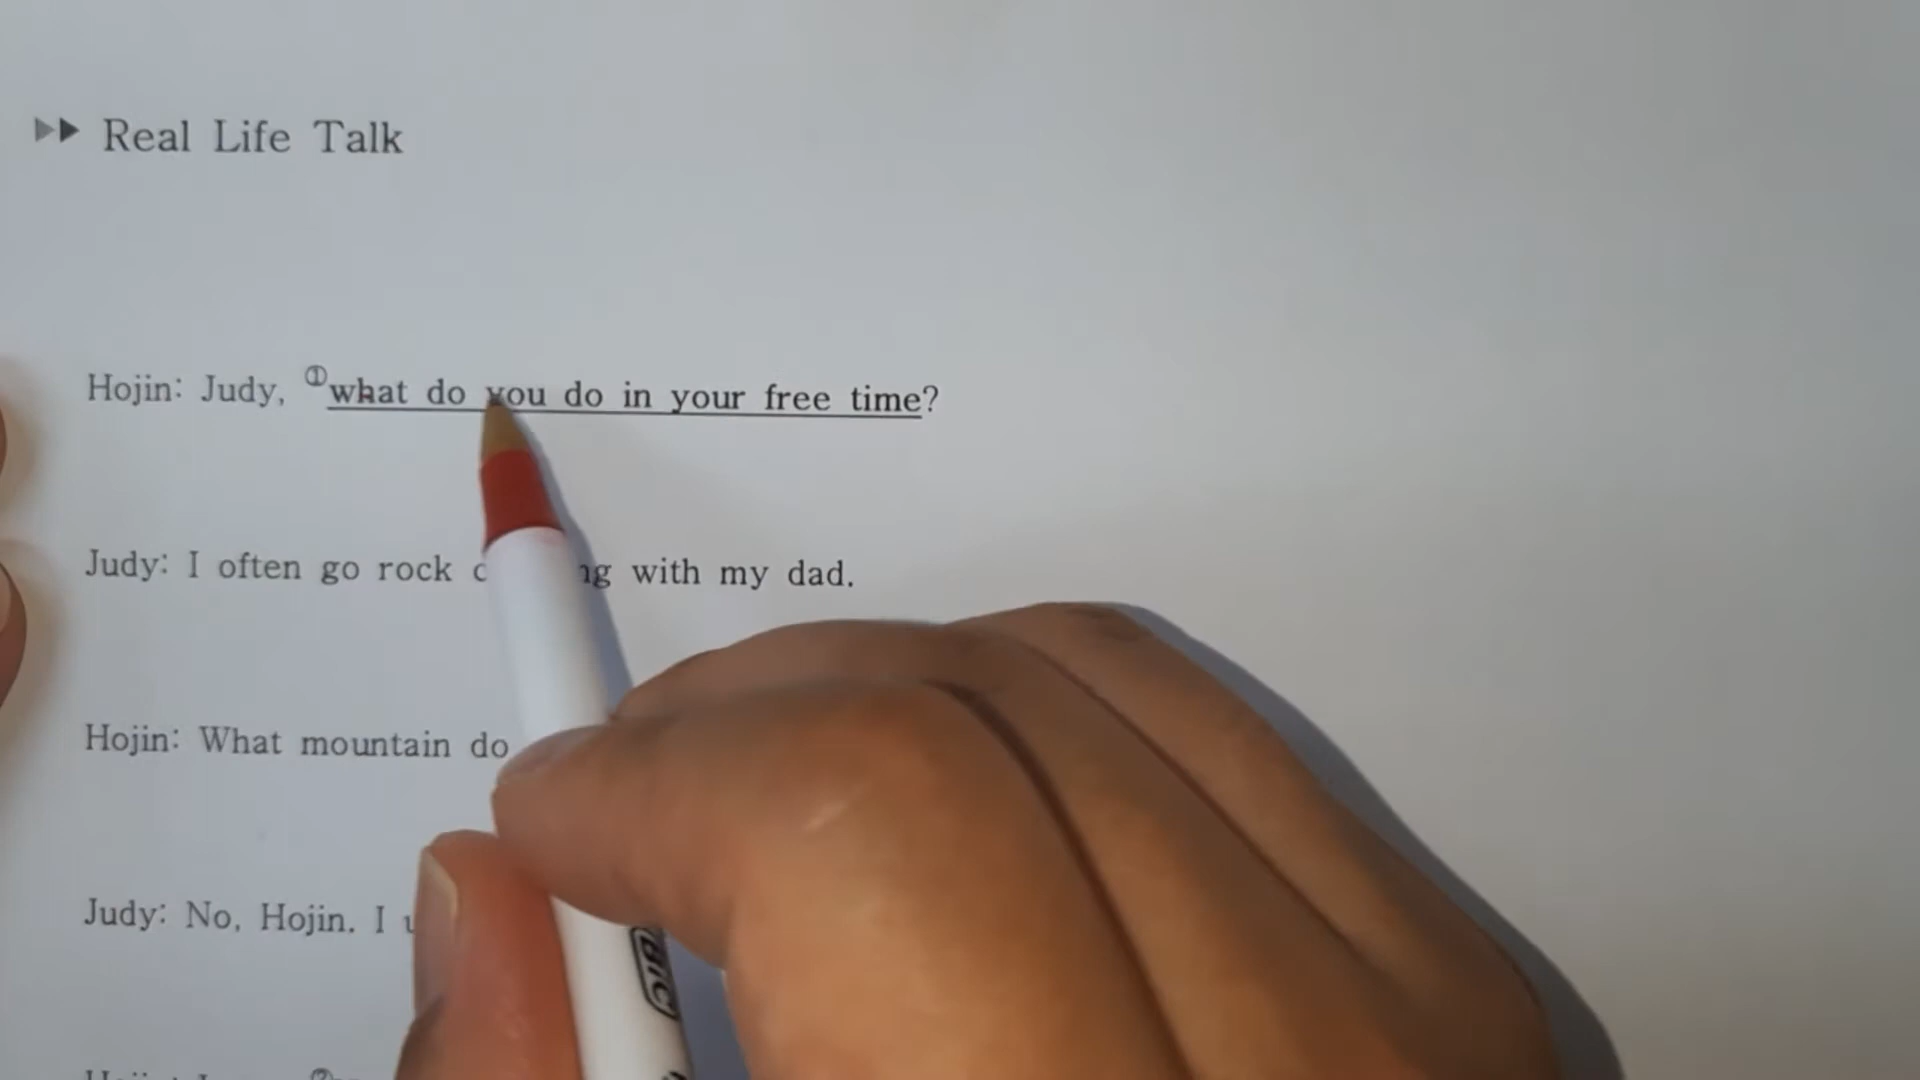 ▶▶ Real Life Talk
Hojin: Judy, ①what do you do in your free time?
Judy: I often go rock with my dad.
Hojin: What mountain do
Judy: No, Hojin. I
BIC